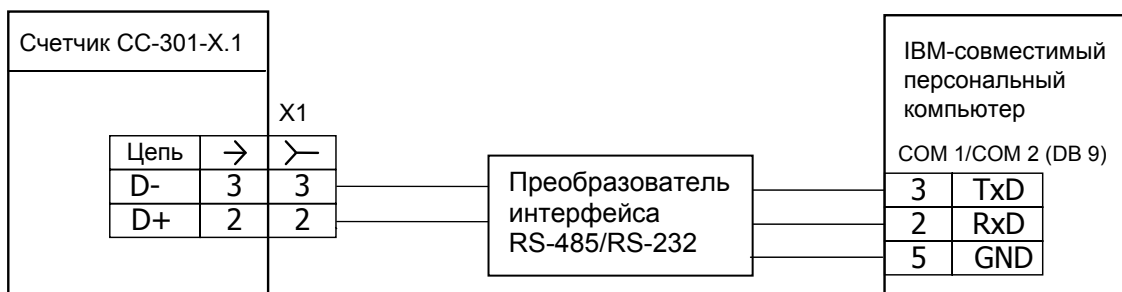 Счетчик СС-301-Х.1
X1
Цепь
D- 3 3
D+ 2 2
Преобразователь
интерфейса
RS-485/RS-232
IBM-совместимый
персональный
компьютер
COM 1/COM 2 (DB 9)
3 TxD
2 RxD
5 GND